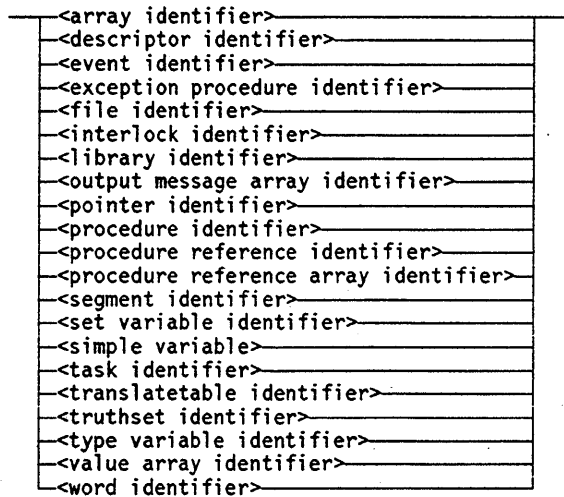 <array identifier>
<descriptor identifier>
<event identifier>
<exception procedure identifier>
<file identifier>
<interlock identifier>
<library identifier>
<output message array identifier>
<pointer identifier>
<procedure identifier>
<procedure reference identifier>
<procedure reference array identifier>
<segment identifier>
<set variable identifier>
<simple variable>
<task identifier>
<translatetable identifier>
<truthset identifier>
<type variable identifier>
<value array identifier>
<word identifier>